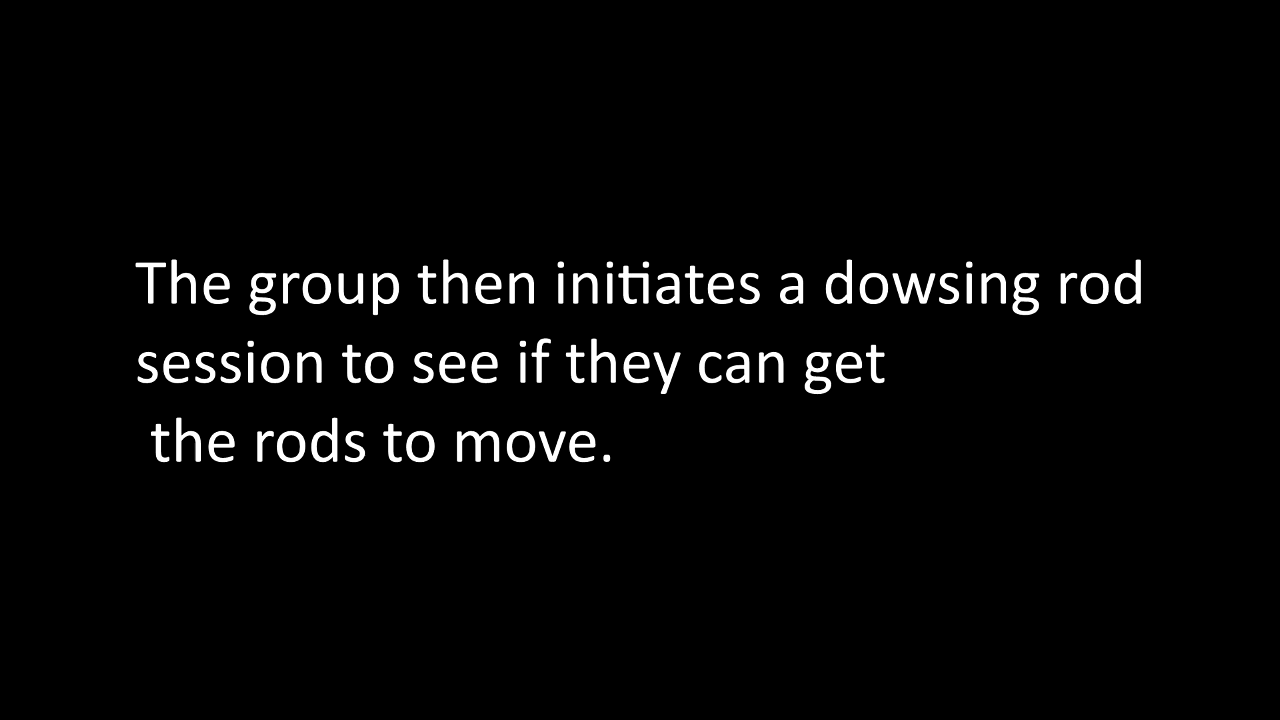 The group then initiates a dowsing rod
session to see if they can get
the rods to move.